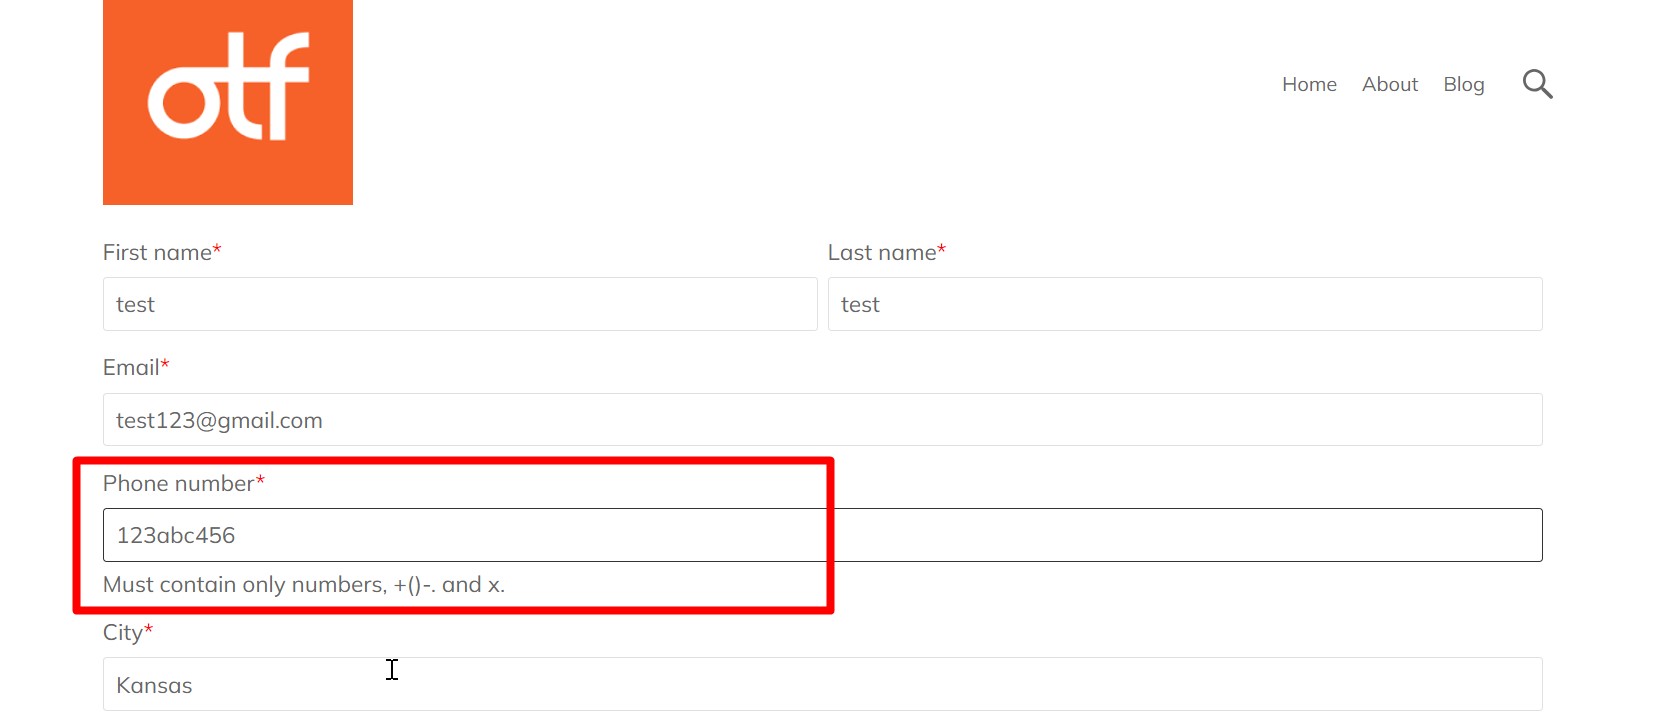 otf
Home About Blog
First name* Last name*
test test
Email*
test123@gmail.com
Phone number*
123abc456
Must contain only numbers, +()-. and x.
City*
Kansas